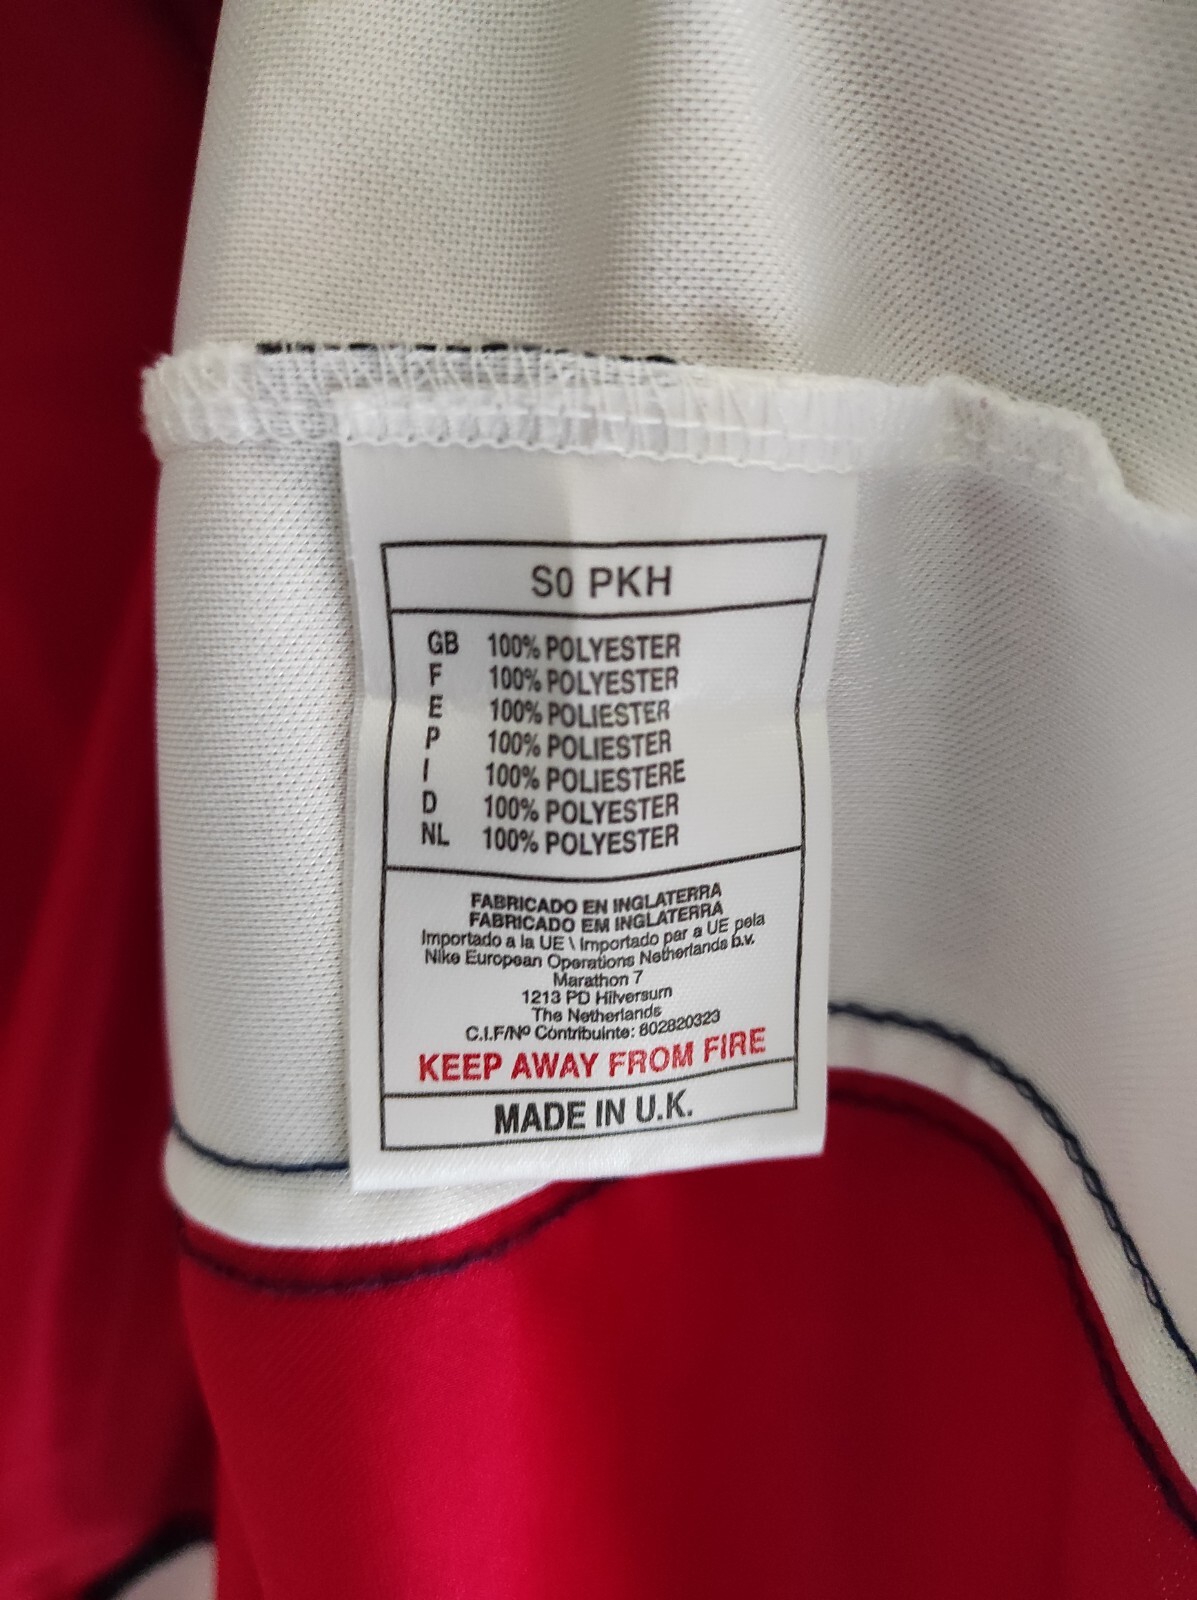 S0 PKH
GB 100% POLYESTER
F 100% POLYESTER
E 100% POLIESTER
P 100% POLIESTER
I 100% POLIESTERE
D 100% POLYESTER
NL 100% POLYESTER
FABRICADO EN INGLATERRA
FABRICADO EM INGLATERRA
Importado a la UE \ Importado par a UE pela
Nike European Operations Netherlands b.v.
Marathon 7
1213 PD Hilversum
The Netherlands
C.I.F/Nº Contribuinte: 802820323
KEEP AWAY FROM FIRE
MADE IN U.K.